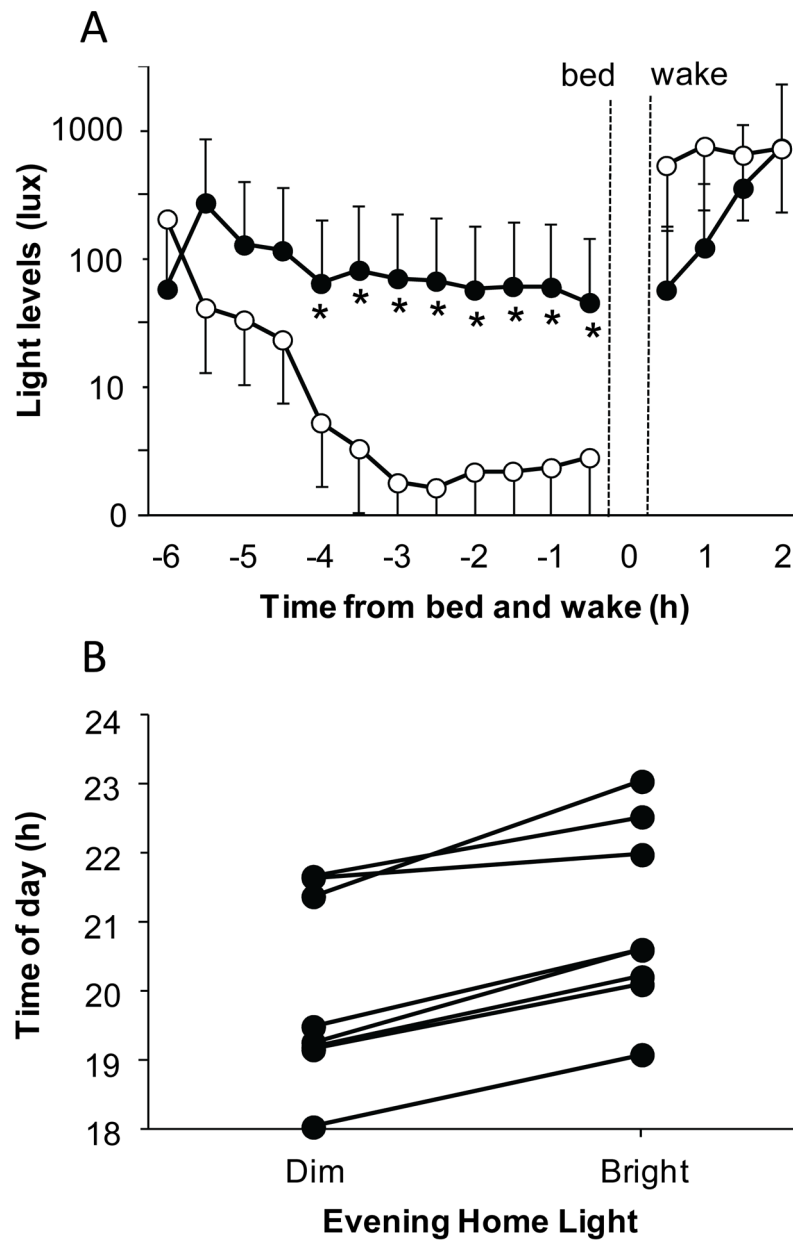 A
bed wake
1000
100
10
0
Light levels (lux)
* * * * * * * *
-6 -5 -4 -3 -2 -1 0 1 2
Time from bed and wake (h)
B
24
23
22
21
20
19
18
Time of day (h)
Dim Bright
Evening Home Light